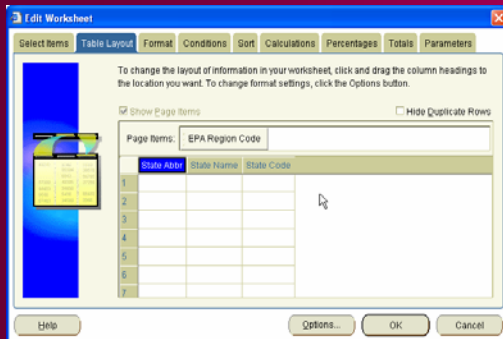 Edit Worksheet
Select Items Table Layout Format Conditions Sort Calculations Percentages Totals Parameters
To change the layout of information in your worksheet, click and drag the column headings to
the location you want. To change format settings, click the Options button.
Show Page Items Hide Duplicate Rows
Page Items: EPA Region Code
State Abbr State Name State Code
1
2
3
4
5
6
7
Help Options... OK Cancel